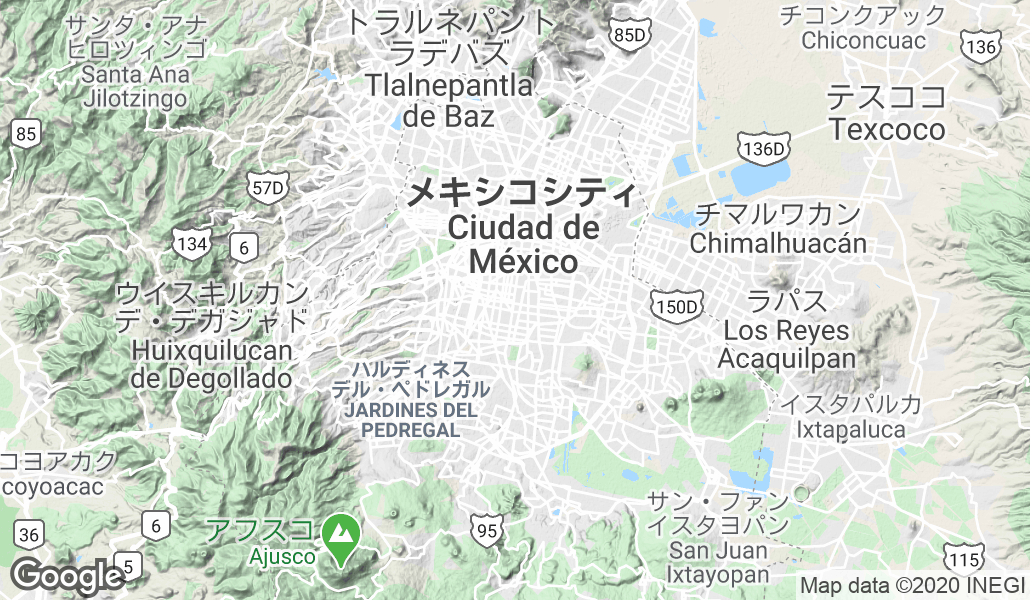 サンタ・アナ
ヒロツィンゴ
Santa Ana
Jilotzingo
トラルネパント
ラデバズ
Tlalnepantla
de Baz
85D
チコンクアック
Chiconcuac
136
テスココ
Texcoco
85
136D
57D
メキシコシティ
Ciudad de
México
チマルワカン
Chimalhuacán
134
6
ウイスキルカン
デ・デガジャド
Huixquilucan
de Degollado
150D
ラパス
Los Reyes
Acaquilpan
ハルディネス
デル・ペドレガル
JARDINES DEL
PEDREGAL
イスタパルカ
Ixtapaluca
コヨアカク
coyoacac
サン・ファン
イスタヨパン
San Juan
Ixtayopan
36
6
アフスコ
Ajusco
95
115
5
Google
Map data ©2020 INEGI